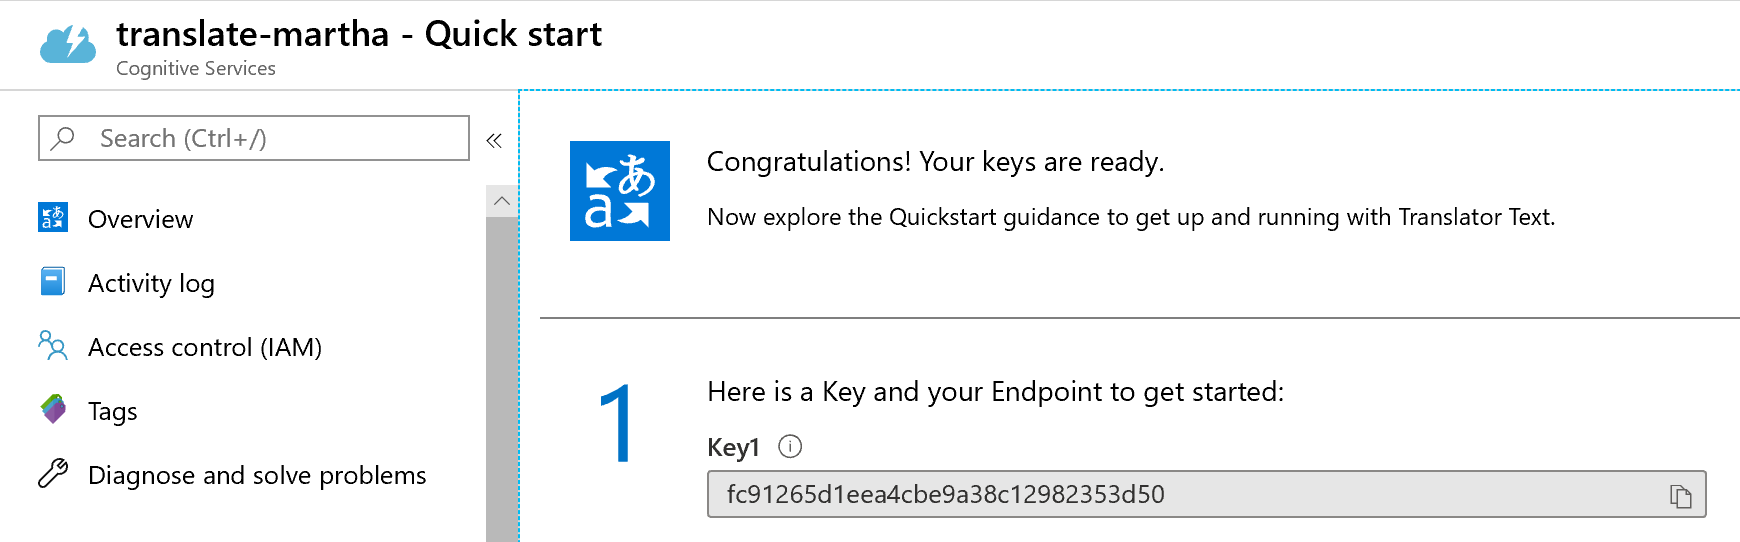 translate-martha - Quick start
Cognitive Services
Search (Ctrl+/)
«
Overview
Activity log
Access control (IAM)
Tags
Diagnose and solve problems
あ
a
Congratulations! Your keys are ready.
Now explore the Quickstart guidance to get up and running with Translator Text.
1
Here is a Key and your Endpoint to get started:
Key1
fc91265d1eea4cbe9a38c12982353d50